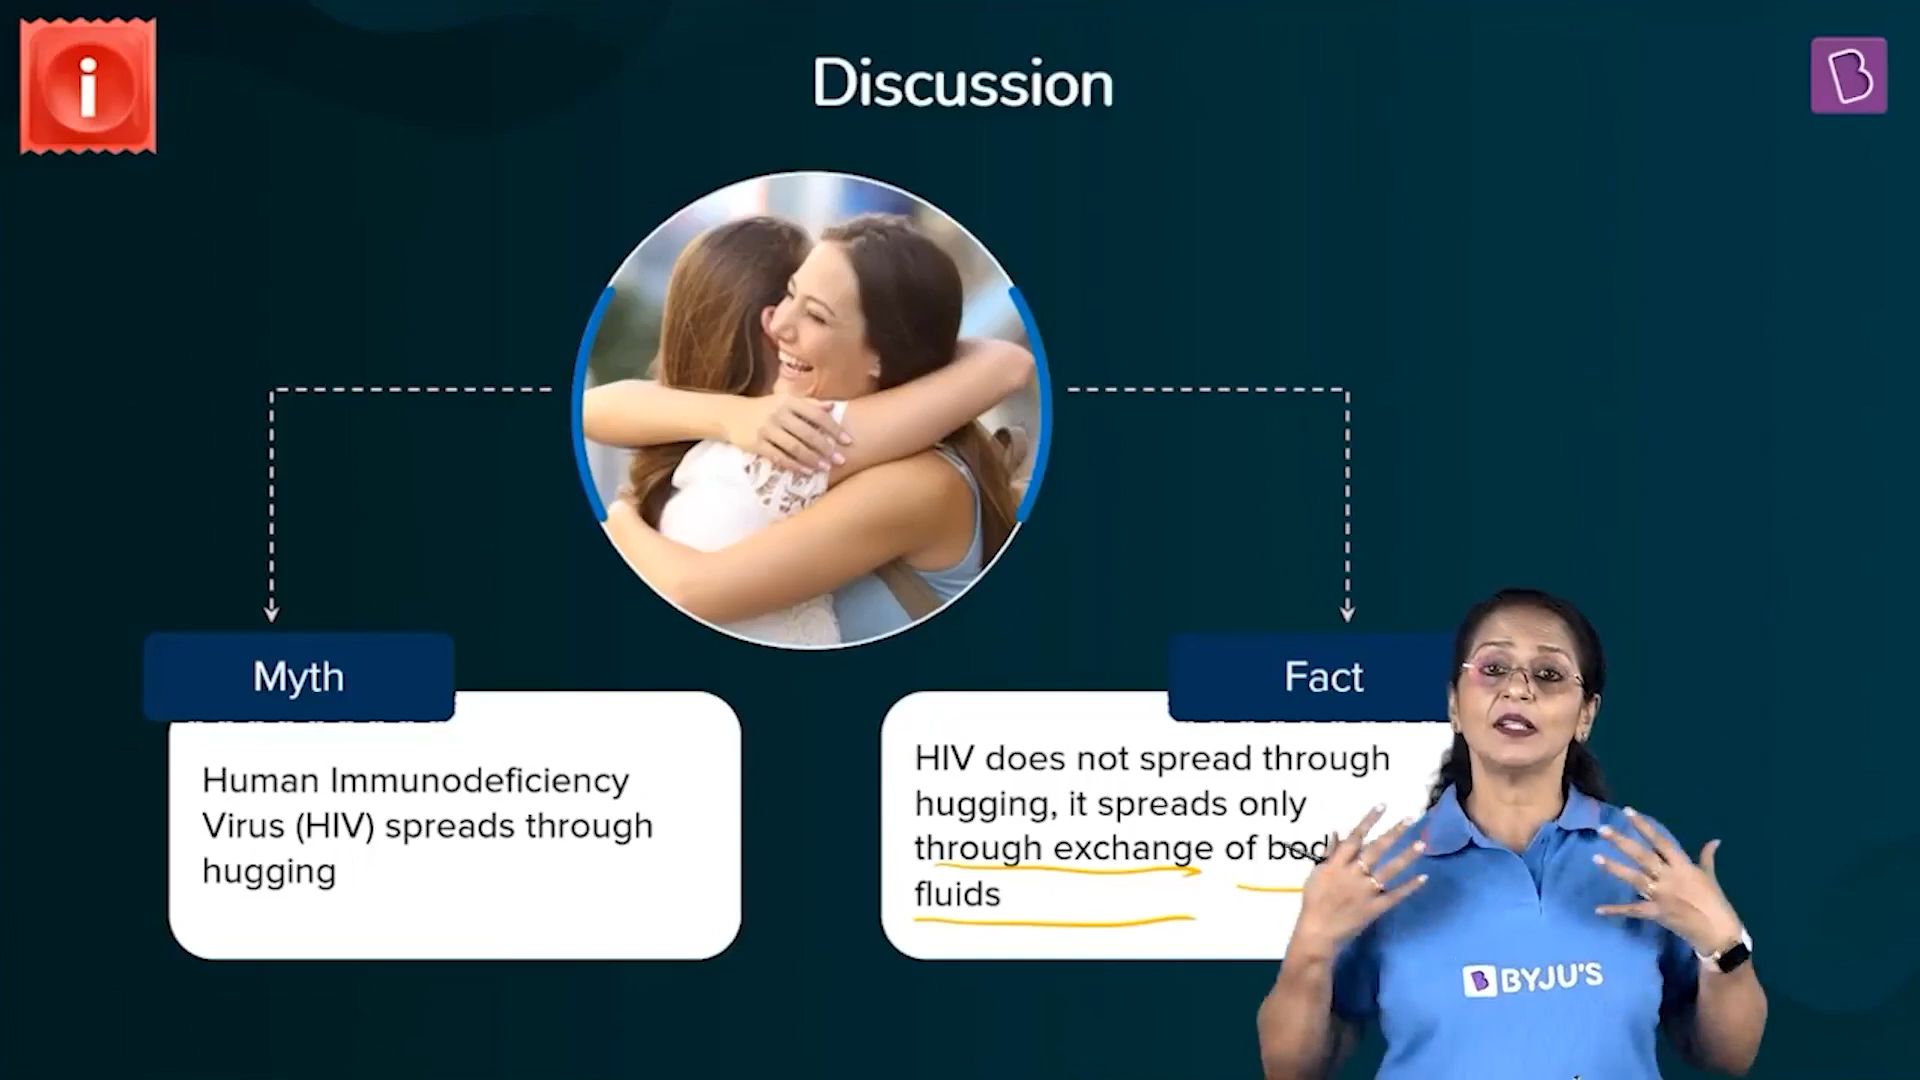 i
Discussion
B
Myth
Human Immunodeficiency
Virus (HIV) spreads through
hugging
Fact
HIV does not spread through
hugging, it spreads only
through exchange of
fluids
B BYJU'S